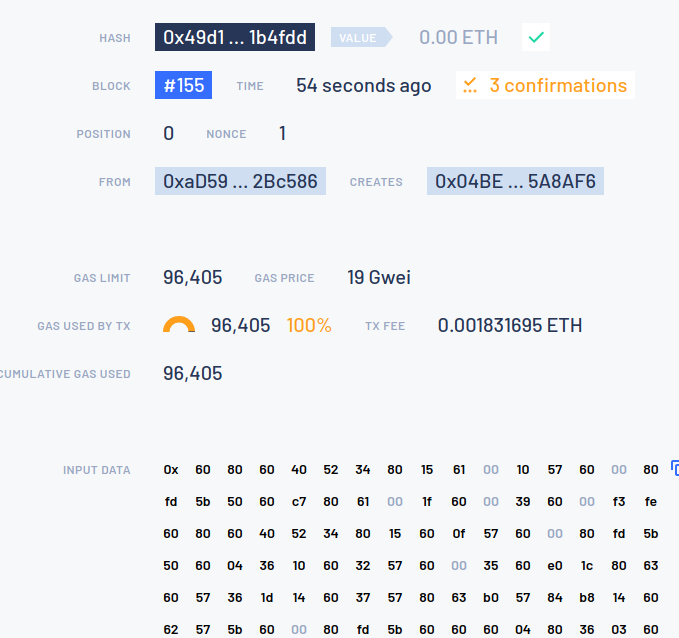 HASH 0x49d1 ... 1b4fdd VALUE 0.00 ETH
BLOCK #155 TIME 54 seconds ago 3 confirmations
POSITION 0 NONCE 1
FROM 0xaD59 ... 2Bc586 CREATES 0x04BE ... 5A8AF6
GAS LIMIT 96,405 GAS PRICE 19 Gwei
GAS USED BY TX 96,405 100% TX FEE 0.001831695 ETH
CUMULATIVE GAS USED 96,405
INPUT DATA 0x 60 80 60 40 52 34 80 15 61 00 10 57 60 00 80
fd 5b 50 60 c7 80 61 00 1f 60 00 39 60 00 f3 fe
60 80 60 40 52 34 80 15 60 0f 57 60 00 80 fd 5b
50 60 04 36 10 60 32 57 60 00 35 60 e0 1c 80 63
60 57 36 1d 14 60 37 57 80 63 b0 57 84 b8 14 60
62 57 5b 60 00 80 fd 5b 60 60 60 04 80 36 03 60